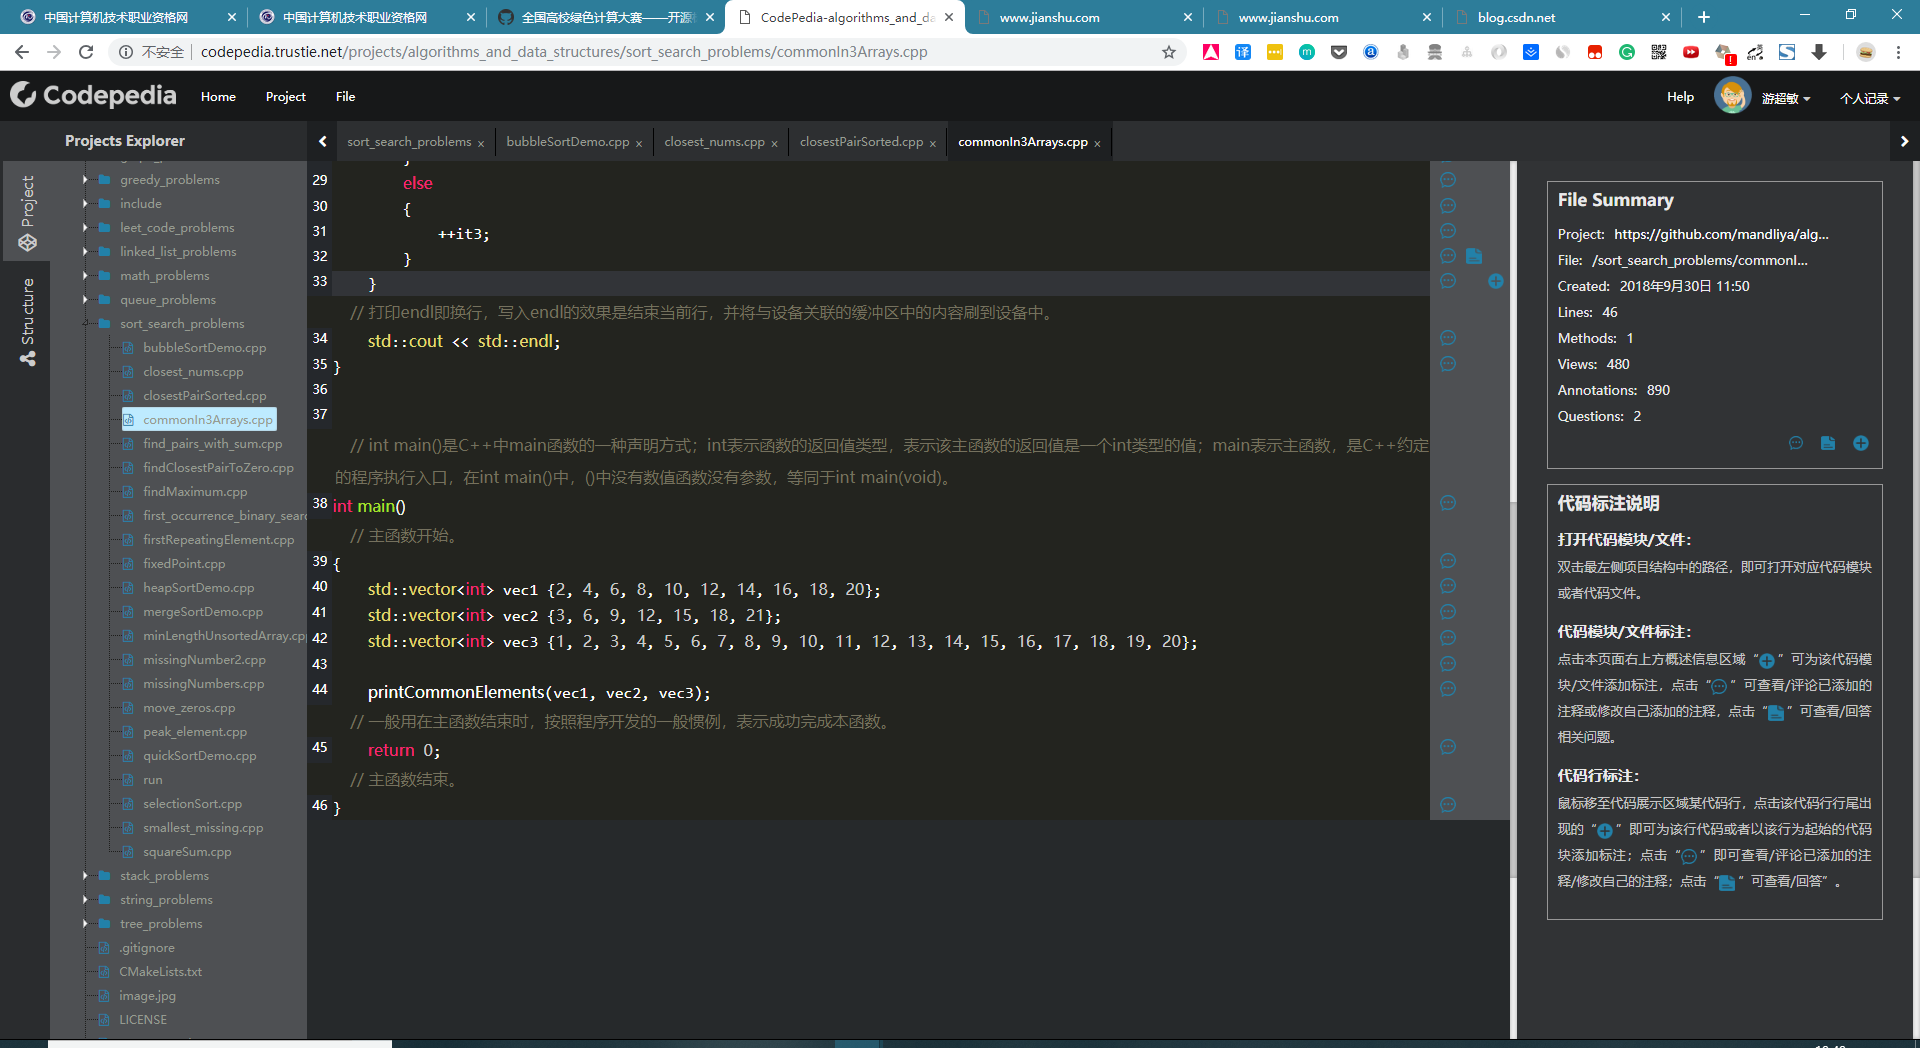 中国计算机技术职业资格网
中国计算机技术职业资格网
全国高校绿色计算大赛——开源
CodePedia-algorithms_and_da
www.jianshu.com
www.jianshu.com
blog.csdn.net
不安全
codepedia.trustie.net/projects/algorithms_and_data_structures/sort_search_problems/commonIn3Arrays.cpp
Codepedia
Home
Project
File
Help
游超敏
个人记录
Projects Explorer
sort_search_problems ×
bubbleSortDemo.cpp ×
closest_nums.cpp ×
closestPairSorted.cpp ×
commonIn3Arrays.cpp ×
Project
Structure
greedy_problems
include
leet_code_problems
linked_list_problems
math_problems
queue_problems
sort_search_problems
bubbleSortDemo.cpp
closest_nums.cpp
closestPairSorted.cpp
commonIn3Arrays.cpp
find_pairs_with_sum.cpp
findClosestPairToZero.cpp
findMaximum.cpp
first_occurrence_binary_searc
firstRepeatingElement.cpp
fixedPoint.cpp
heapSortDemo.cpp
mergeSortDemo.cpp
minLengthUnsortedArray.cpp
missingNumber2.cpp
missingNumbers.cpp
move_zeros.cpp
peak_element.cpp
quickSortDemo.cpp
run
selectionSort.cpp
smallest_missing.cpp
squareSum.cpp
stack_problems
string_problems
tree_problems
.gitignore
CMakeLists.txt
image.jpg
LICENSE
}
29 else
30 {
31 ++it3;
32 }
33 }
// 打印endl即换行，写入endl的效果是结束当前行，并将与设备关联的缓冲区中的内容刷到设备中。
34 std::cout << std::endl;
35 }
36
37
// int main()是C++中main函数的一种声明方式；int表示函数的返回值类型，表示该主函数的返回值是一个int类型的值；main表示主函数，是C++约定
的程序执行入口，在int main()中，()中没有数值函数没有参数，等同于int main(void)。
38 int main()
// 主函数开始。
39 {
40 std::vector<int> vec1 {2, 4, 6, 8, 10, 12, 14, 16, 18, 20};
41 std::vector<int> vec2 {3, 6, 9, 12, 15, 18, 21};
42 std::vector<int> vec3 {1, 2, 3, 4, 5, 6, 7, 8, 9, 10, 11, 12, 13, 14, 15, 16, 17, 18, 19, 20};
43
44 printCommonElements(vec1, vec2, vec3);
// 一般用在主函数结束时，按照程序开发的一般惯例，表示成功完成本函数。
45 return 0;
// 主函数结束。
46 }
File Summary
Project: https://github.com/mandliya/alg...
File: /sort_search_problems/commonI...
Created: 2018年9月30日 11:50
Lines: 46
Methods: 1
Views: 480
Annotations: 890
Questions: 2
代码标注说明
打开代码模块/文件：
双击最左侧项目结构中的路径，即可打开对应代码模块
或者代码文件。
代码模块/文件标注：
点击本页面右上方概述信息区域“ ”可为该代码模
块/文件添加标注，点击“ ”可查看/评论已添加的
注释或修改自己添加的注释，点击“ ”可查看/回答
相关问题。
代码行标注：
鼠标移至代码展示区域某代码行，点击该代码行行尾出
现的“ ”即可为该行代码或者以该行为起始的代码
块添加标注；点击“ ”即可查看/评论已添加的注
释/修改自己的注释；点击“ ”可查看/回答”。